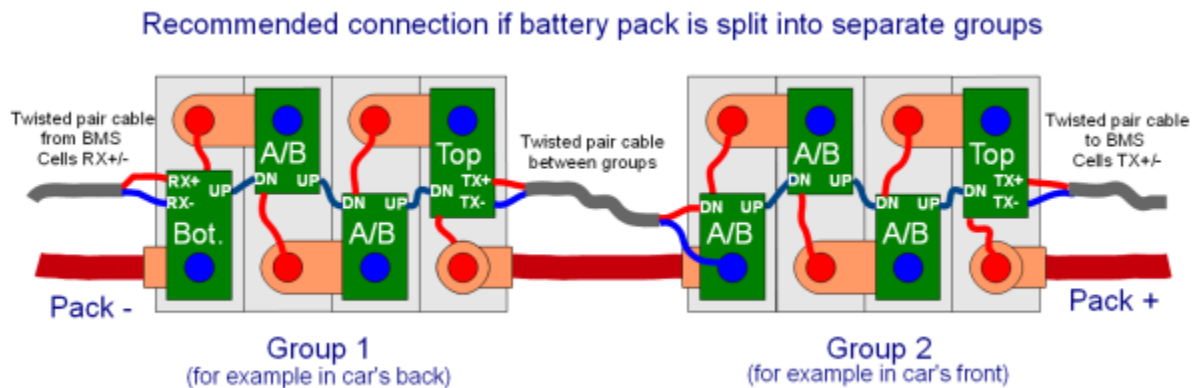 Recommended connection if battery pack is split into separate groups
Twisted pair cable
from BMS
Cells RX+/-
RX+
RX-
UP
Bot.
A/B
DN
UP
DN
UP
A/B
Top
DN
TX+
TX-
Twisted pair cable
between groups
DN
UP
A/B
A/B
DN
UP
DN
UP
A/B
Top
DN
TX+
TX-
Twisted pair cable
to BMS
Cells TX+/-
Pack -
Pack +
Group 1
(for example in car's back)
Group 2
(for example in car's front)